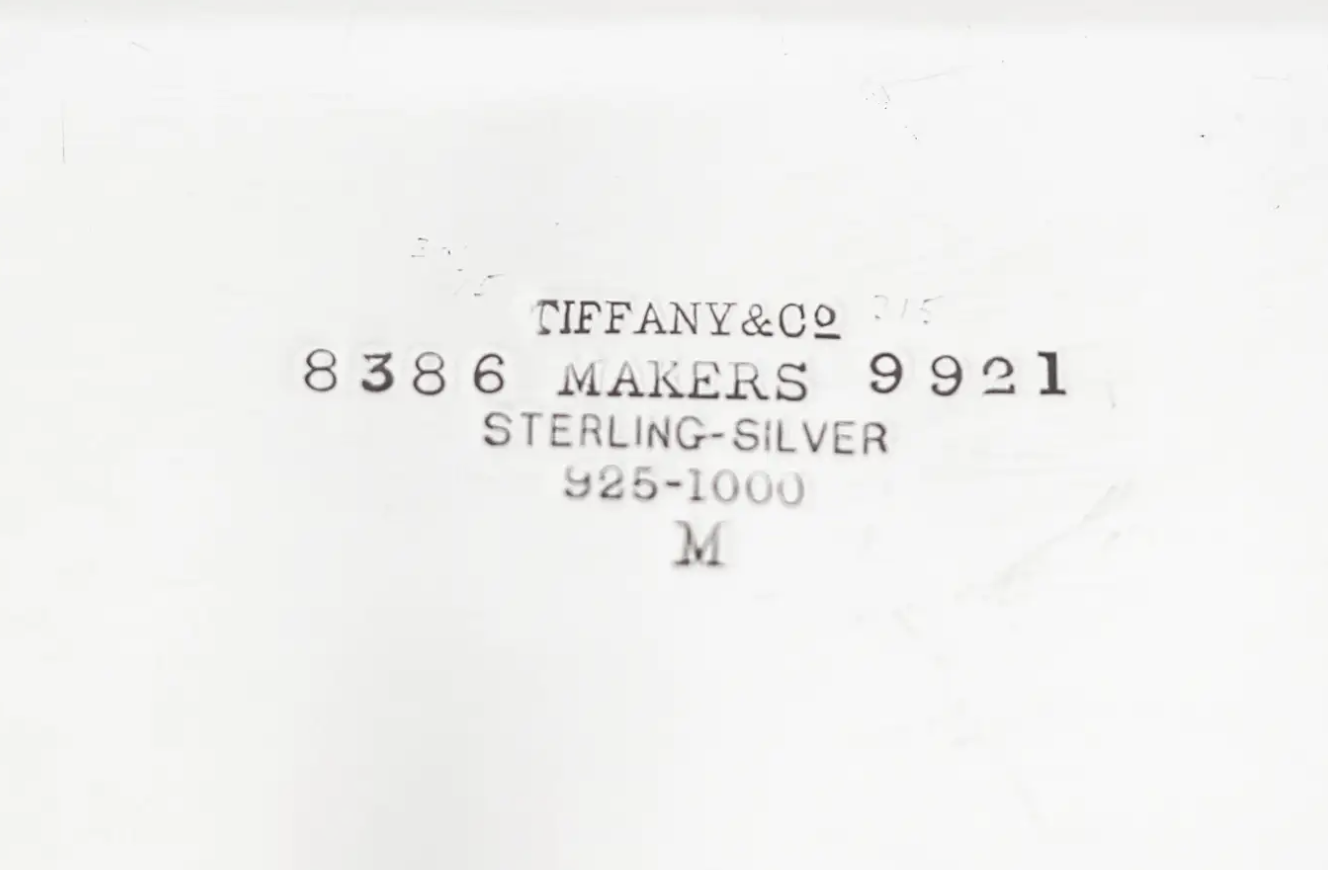 TIFFANY&Cº
8386 MAKERS 9921
STERLING-SILVER
925-1000
M